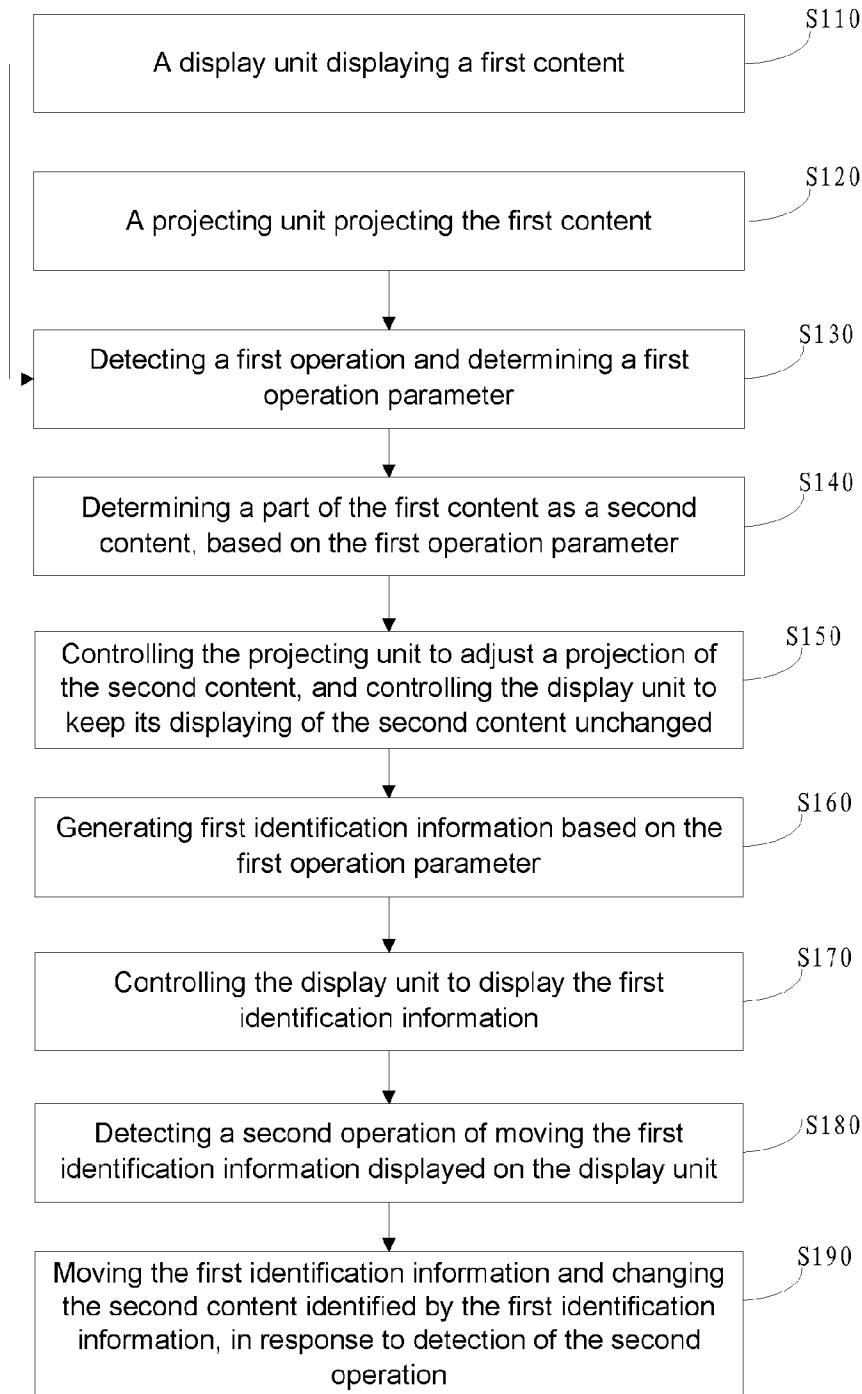 S110
A display unit displaying a first content
S120
A projecting unit projecting the first content
S130
Detecting a first operation and determining a first
operation parameter
S140
Determining a part of the first content as a second
content, based on the first operation parameter
S150
Controlling the projecting unit to adjust a projection of
the second content, and controlling the display unit to
keep its displaying of the second content unchanged
S160
Generating first identification information based on the
first operation parameter
S170
Controlling the display unit to display the first
identification information
S180
Detecting a second operation of moving the first
identification information displayed on the display unit
S190
Moving the first identification information and changing
the second content identified by the first identification
information, in response to detection of the second
operation